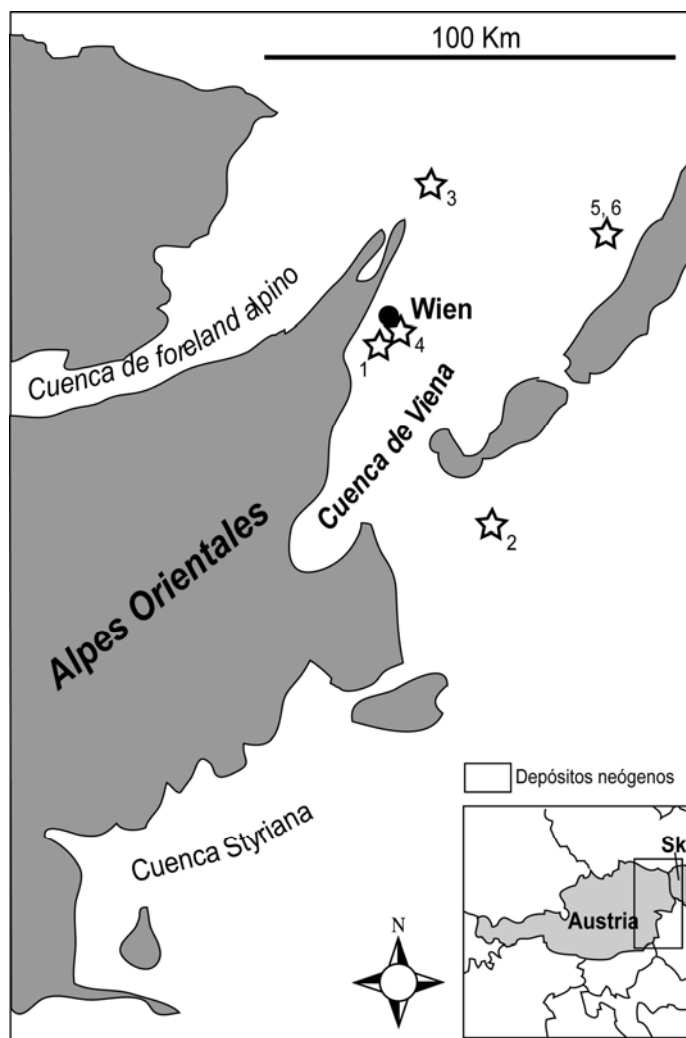 100 Km
3
5, 6
Wien
4
1
Cuenca de foreland alpino
Cuenca de Viena
2
Alpes Orientales
Depósitos neógenos
Cuenca Styriana
Sk
Austria
N